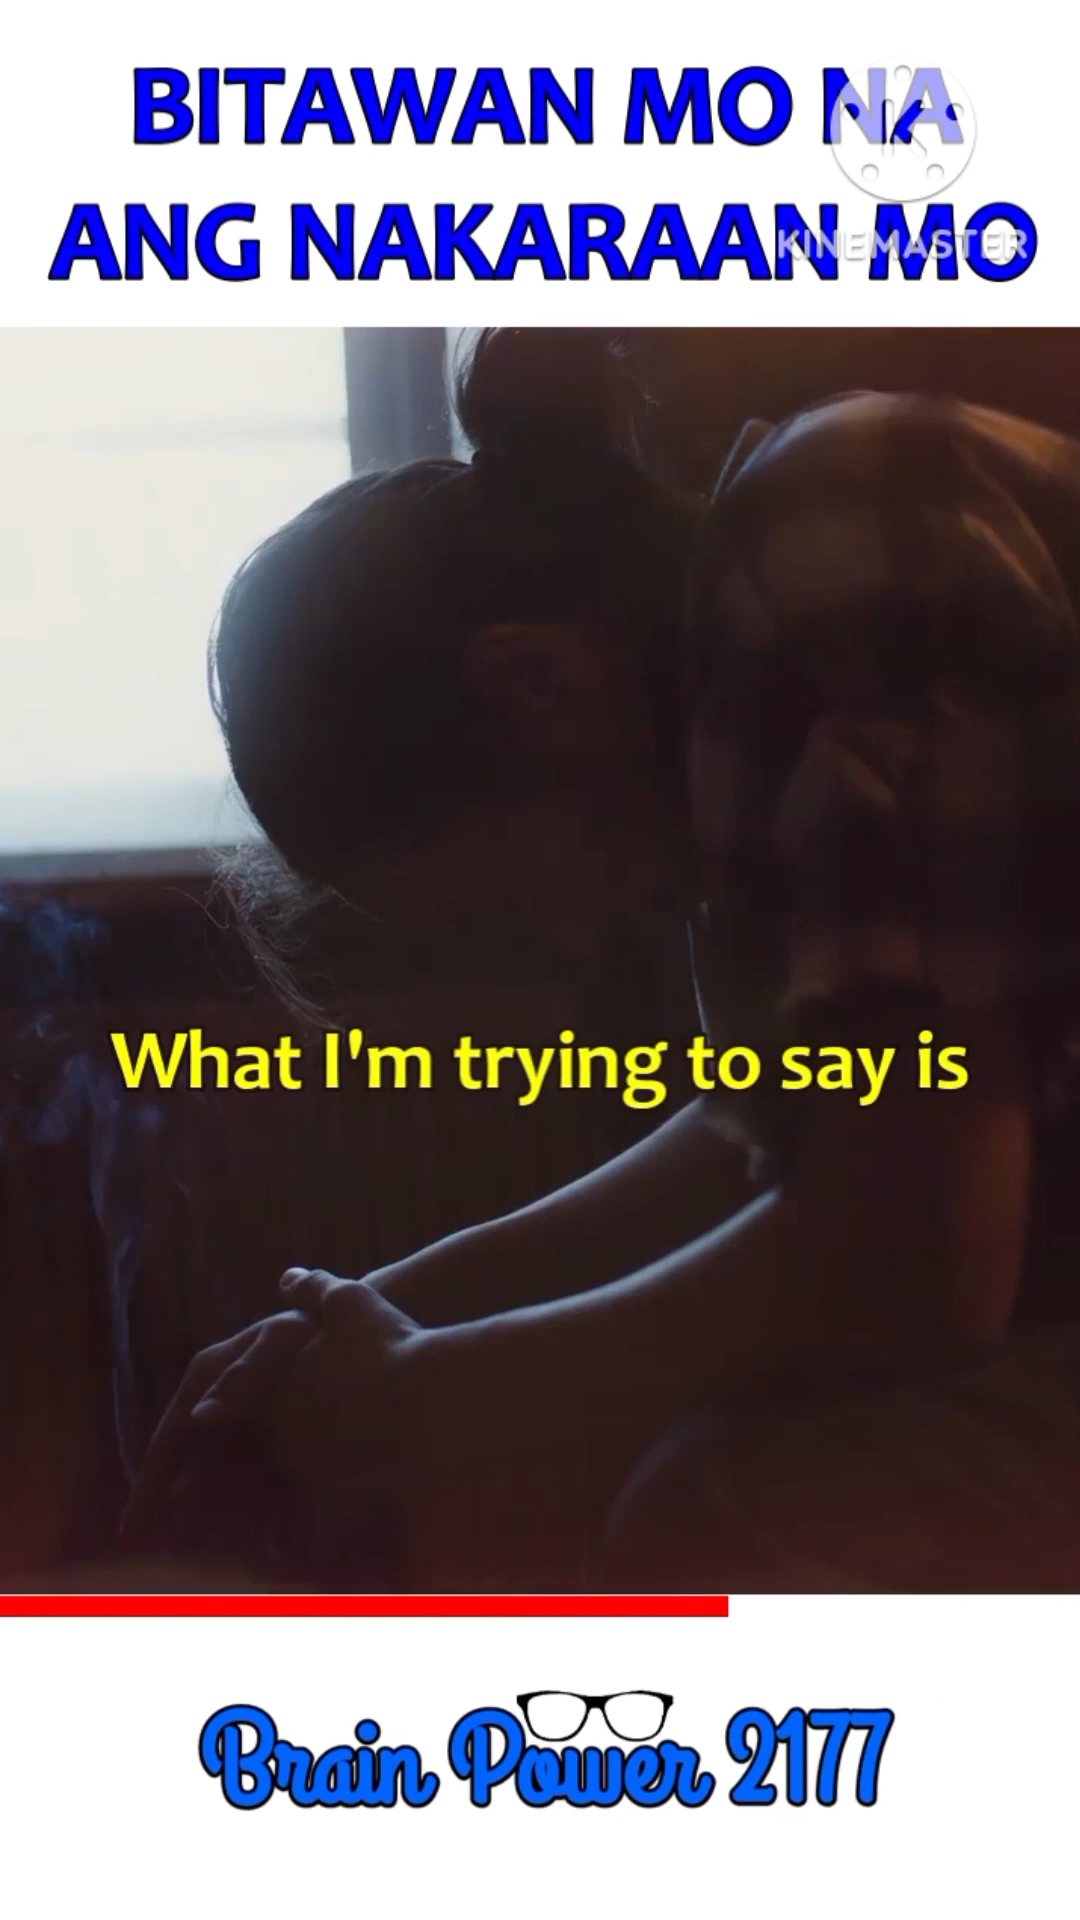 BITAWAN MO NA
ANG NAKARAAN MO
KINEMASTER
What I'm trying to say is
Brain Power 2177